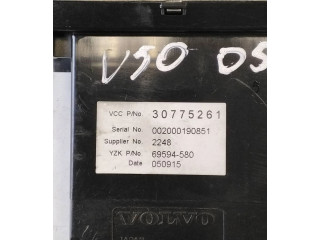 V50 05
VCC P/No. 30775261
Serial No. 002000190851
Supplier No. 2248
YZK P/No. 69594-580
Date 050915
VOLVO